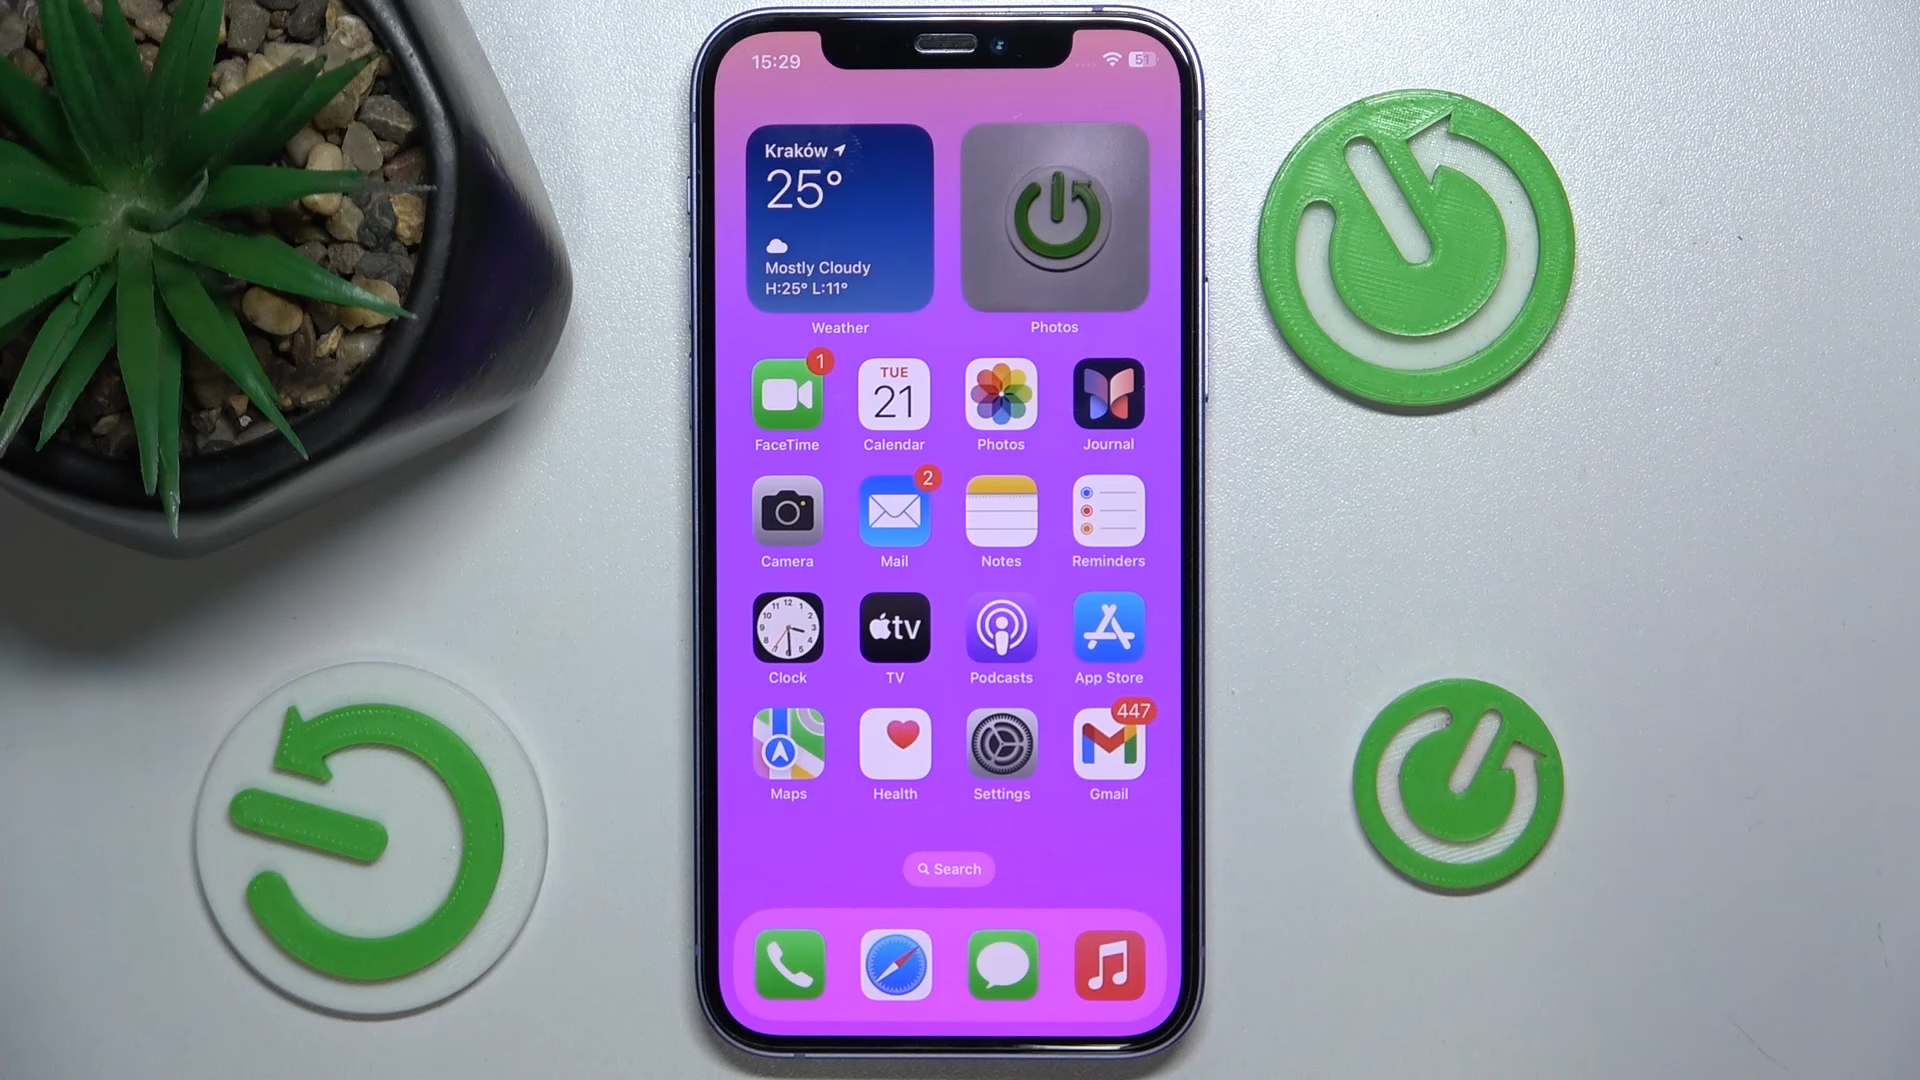 15:29
51
Kraków
25°
Mostly Cloudy
H:25° L:11°
Weather
Photos
1
TUE
21
FaceTime
Calendar
Photos
Journal
2
Camera
Mail
Notes
Reminders
tv
Clock
TV
Podcasts
App Store
447
Maps
Health
Settings
Gmail
Search